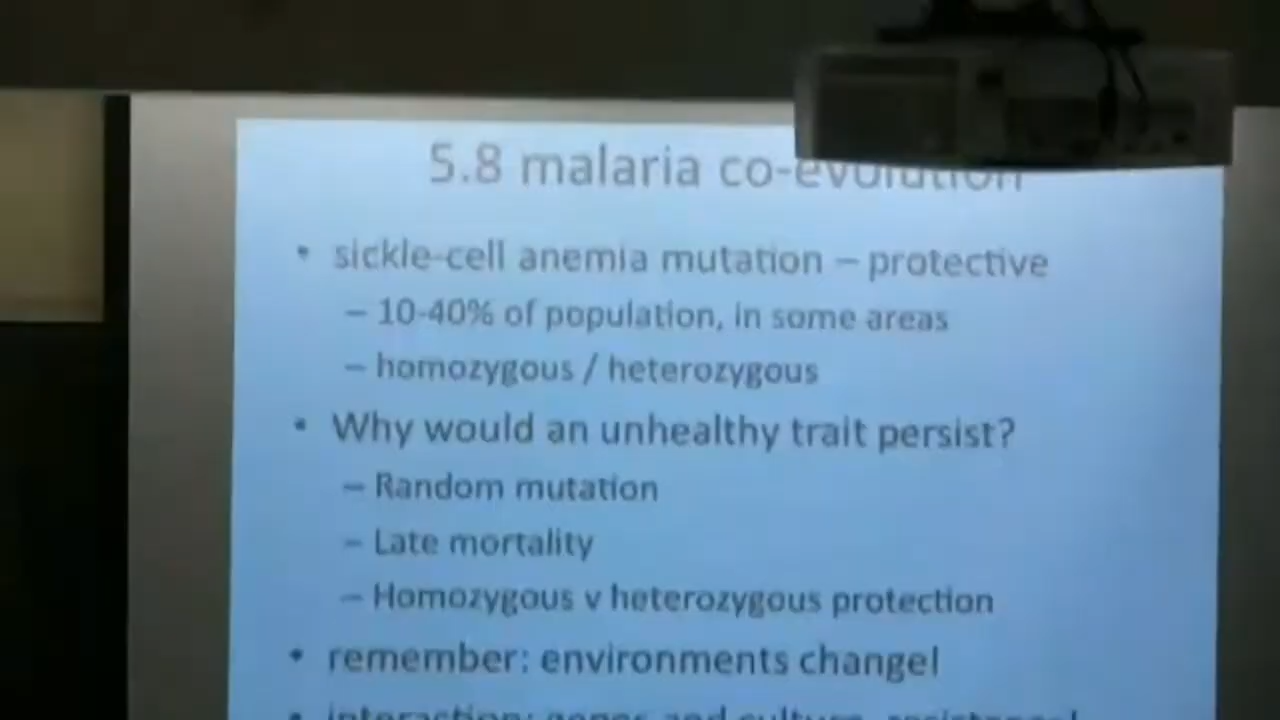 5.8 malaria co-evolution
• sickle-cell anemia mutation – protective
– 10-40% of population, in some areas
– homozygous / heterozygous
• Why would an unhealthy trait persist?
– Random mutation
– Late mortality
– Homozygous v heterozygous protection
• remember: environments change!
• interaction: genes and culture